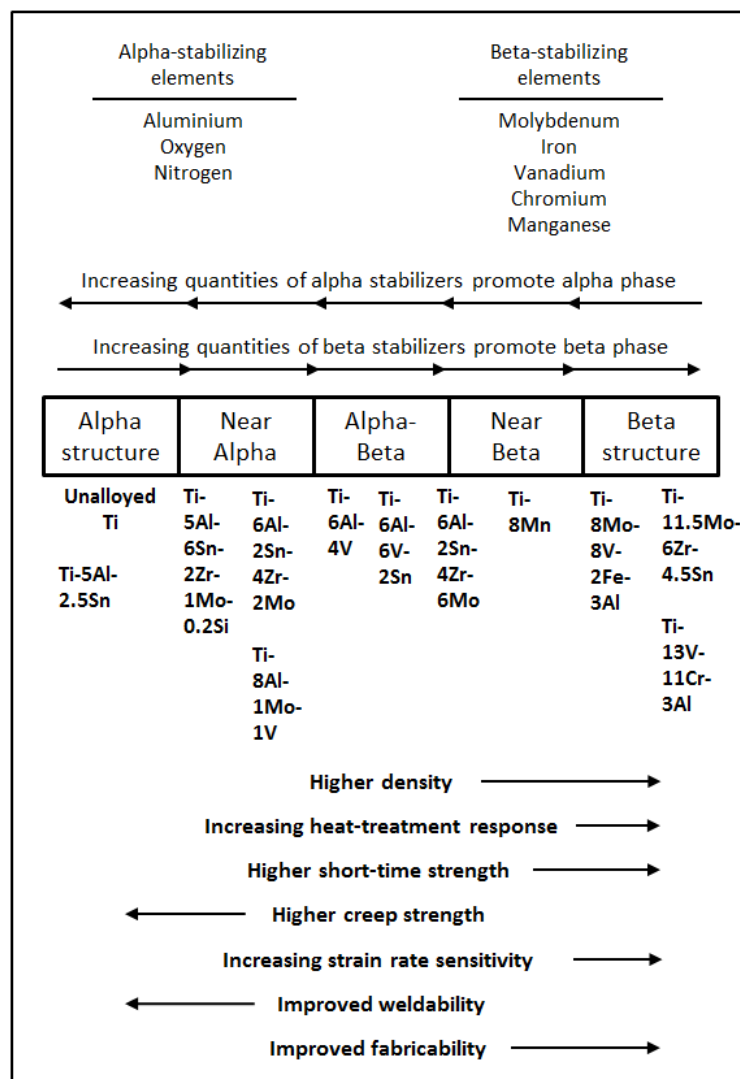 Alpha-stabilizing
elements
Aluminium
Oxygen
Nitrogen
Beta-stabilizing
elements
Molybdenum
Iron
Vanadium
Chromium
Manganese
Increasing quantities of alpha stabilizers promote alpha phase
Increasing quantities of beta stabilizers promote beta phase
Alpha
structure
Near
Alpha
Alpha-
Beta
Near
Beta
Beta
structure
Unalloyed
Ti
Ti-5Al-
2.5Sn
Ti-
5Al-
6Sn-
2Zr-
1Mo-
0.2Si
Ti-
6Al-
2Sn-
4Zr-
2Mo
Ti-
8Al-
1Mo-
1V
Ti-
6Al-
4V
Ti-
6Al-
6V-
2Sn
Ti-
6Al-
2Sn-
4Zr-
6Mo
Ti-
8Mn
Ti-
8Mo-
8V-
2Fe-
3Al
Ti-
11.5Mo-
6Zr-
4.5Sn
Ti-
13V-
11Cr-
3Al
Higher density
Increasing heat-treatment response
Higher short-time strength
Higher creep strength
Increasing strain rate sensitivity
Improved weldability
Improved fabricability